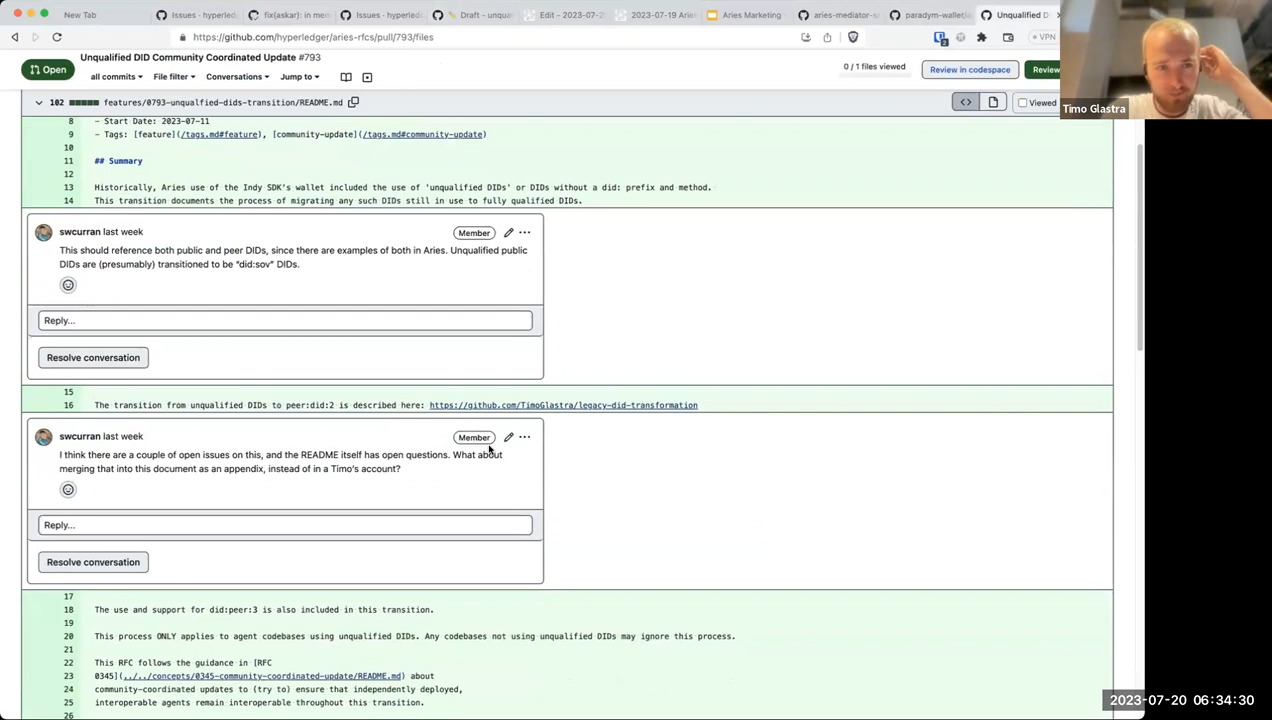 New Tab
Issues · hyperled
fix(askar): in mem
Issues · hyperled
Draft - unqua
Edit – 2023-07-2
2023-07-19 Aries
Aries Marketing
aries-mediator-s
paradym-wallet/
Unqualified D
https://github.com/hyperledger/aries-rfcs/pull/793/files
2
VPN
Open
Unqualified DID Community Coordinated Update #793
all commits
File filter
Conversations
Jump to
0 / 1 files viewed
Review in codespace
Review
Timo Glastra
102
features/0793-unqualfied-dids-transition/README.md
Viewed
8 - Start Date: 2023-07-11
9 - Tags: [feature](/tags.md#feature), [community-update](/tags.md#community-update)
10
11 ## Summary
12
13 Historically, Aries use of the Indy SDK's wallet included the use of 'unqualified DIDs' or DIDs without a did: prefix and method.
14 This transition documents the process of migrating any such DIDs still in use to fully qualified DIDs.
swcurran last week
Member
This should reference both public and peer DIDs, since there are examples of both in Aries. Unqualified public
DIDs are (presumably) transitioned to be “did:sov” DIDs.
Reply...
Resolve conversation
15
16 The transition from unqualified DIDs to peer:did:2 is described here: https://github.com/TimoGlastra/legacy-did-transformation
swcurran last week
Member
I think there are a couple of open issues on this, and the README itself has open questions. What about
merging that into this document as an appendix, instead of in a Timo's account?
Reply...
Resolve conversation
17
18 The use and support for did:peer:3 is also included in this transition.
19
20 This process ONLY applies to agent codebases using unqualified DIDs. Any codebases not using unqualified DIDs may ignore this process.
21
22 This RFC follows the guidance in [RFC
23 0345](../../concepts/0345-community-coordinated-update/README.md) about
24 community-coordinated updates to (try to) ensure that independently deployed,
25 interoperable agents remain interoperable throughout this transition.
26
2023-07-20 06:34:30